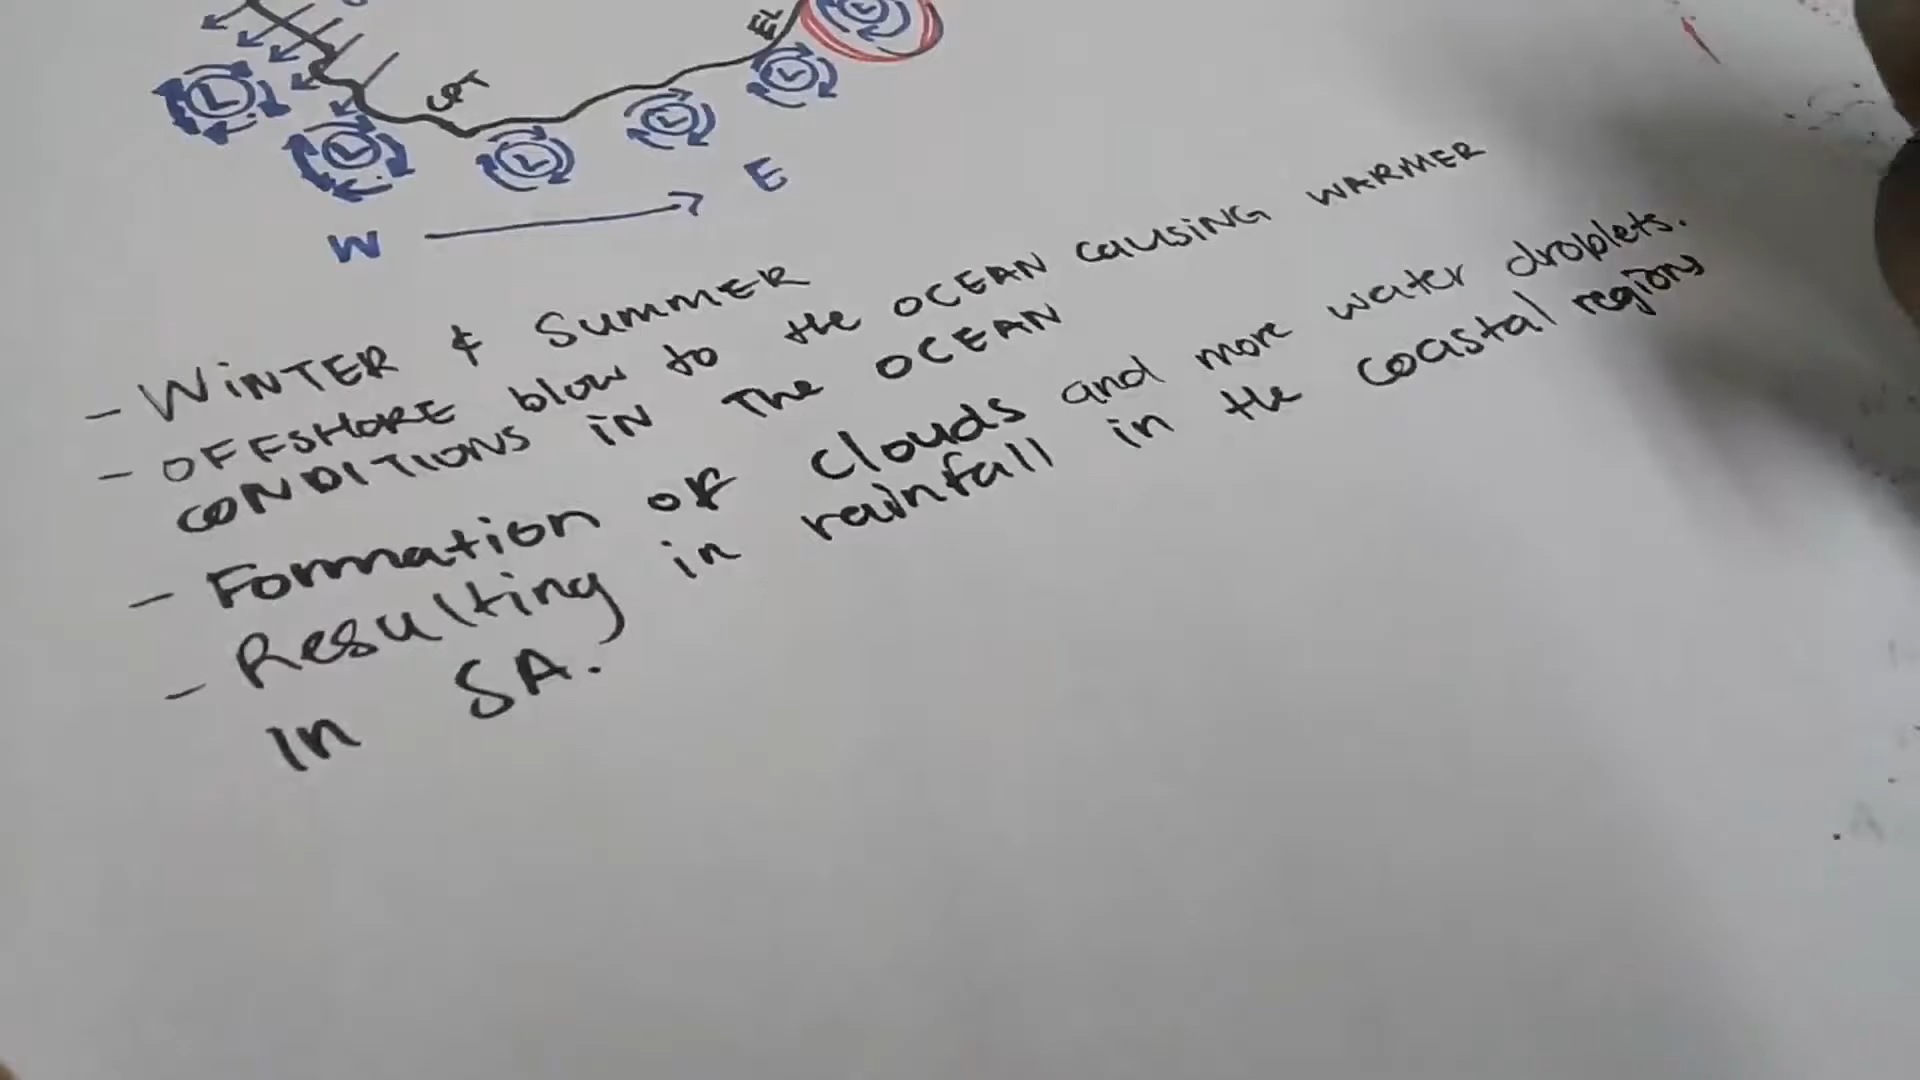 L
L
CPT
L
L
L
EL
L
W
E
- WINTER & SUMMER
- OFFSHORE blow to the OCEAN causing WARMER
CONDITIONS IN The OCEAN
- Formation of clouds and more water droplets.
- Resulting in rainfall in the coastal regions
In SA.